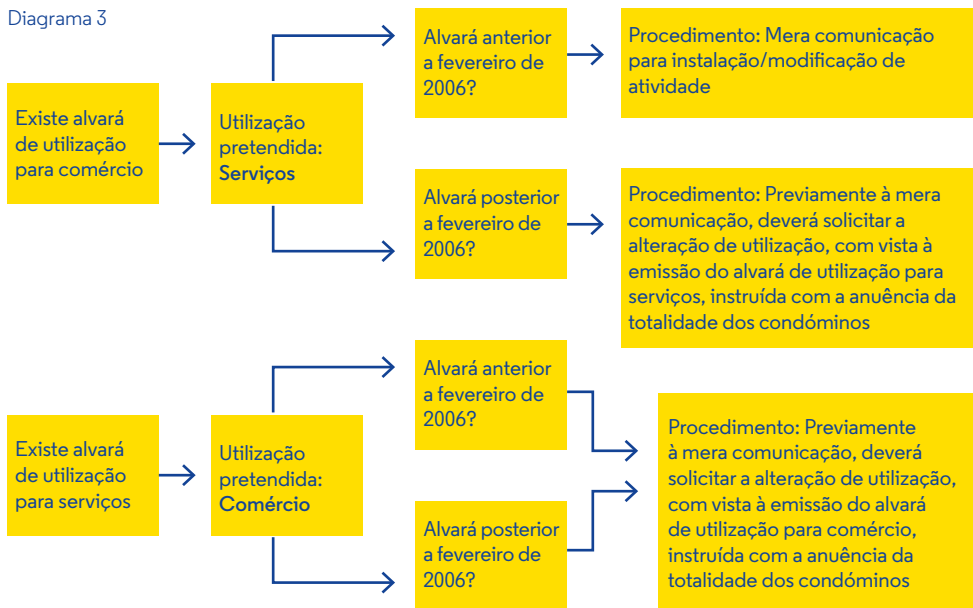 Diagrama 3
Existe alvará
de utilização
para comércio
Utilização
pretendida:
Serviços
Alvará anterior
a fevereiro de
2006?
Procedimento: Mera comunicação
para instalação/modificação de
atividade
Alvará posterior
a fevereiro de
2006?
Procedimento: Previamente à mera
comunicação, deverá solicitar a
alteração de utilização, com vista à
emissão do alvará de utilização para
serviços, instruída com a anuência da
totalidade dos condóminos
Existe alvará
de utilização
para serviços
Utilização
pretendida:
Comércio
Alvará anterior
a fevereiro de
2006?
Alvará posterior
a fevereiro de
2006?
Procedimento: Previamente
à mera comunicação, deverá
solicitar a alteração de utilização,
com vista à emissão do alvará
de utilização para comércio,
instruída com a anuência da
totalidade dos condóminos